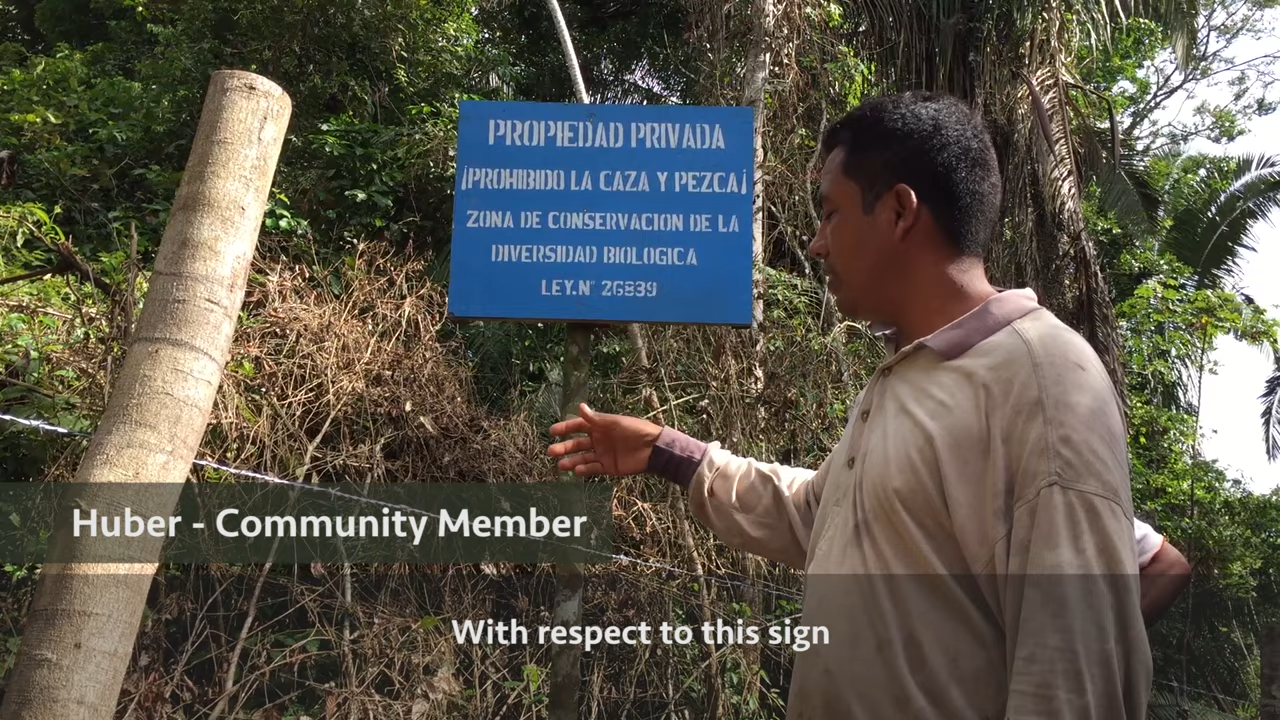 PROPIEDAD PRIVADA
¡PROHIBIDO LA CAZA Y PEZCA¡
ZONA DE CONSERVACION DE LA
DIVERSIDAD BIOLOGICA
LEY.N° 26839
Huber - Community Member
With respect to this sign